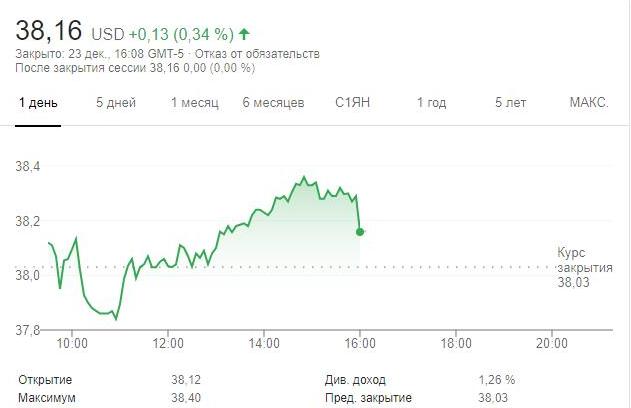 38,16 USD +0,13 (0,34 %)
Закрыто: 23 дек., 16:08 GMT-5 · Отказ от обязательств
После закрытия сессии 38,16 0,00 (0,00 %)
1 день 5 дней 1 месяц 6 месяцев С1ЯН 1 год 5 лет МАКС.
38,4
38,2
38,0
37,8
Курс
закрытия
38,03
10:00 12:00 14:00 16:00 18:00 20:00
Открытие 38,12 Див. доход 1,26 %
Максимум 38,40 Пред. закрытие 38,03